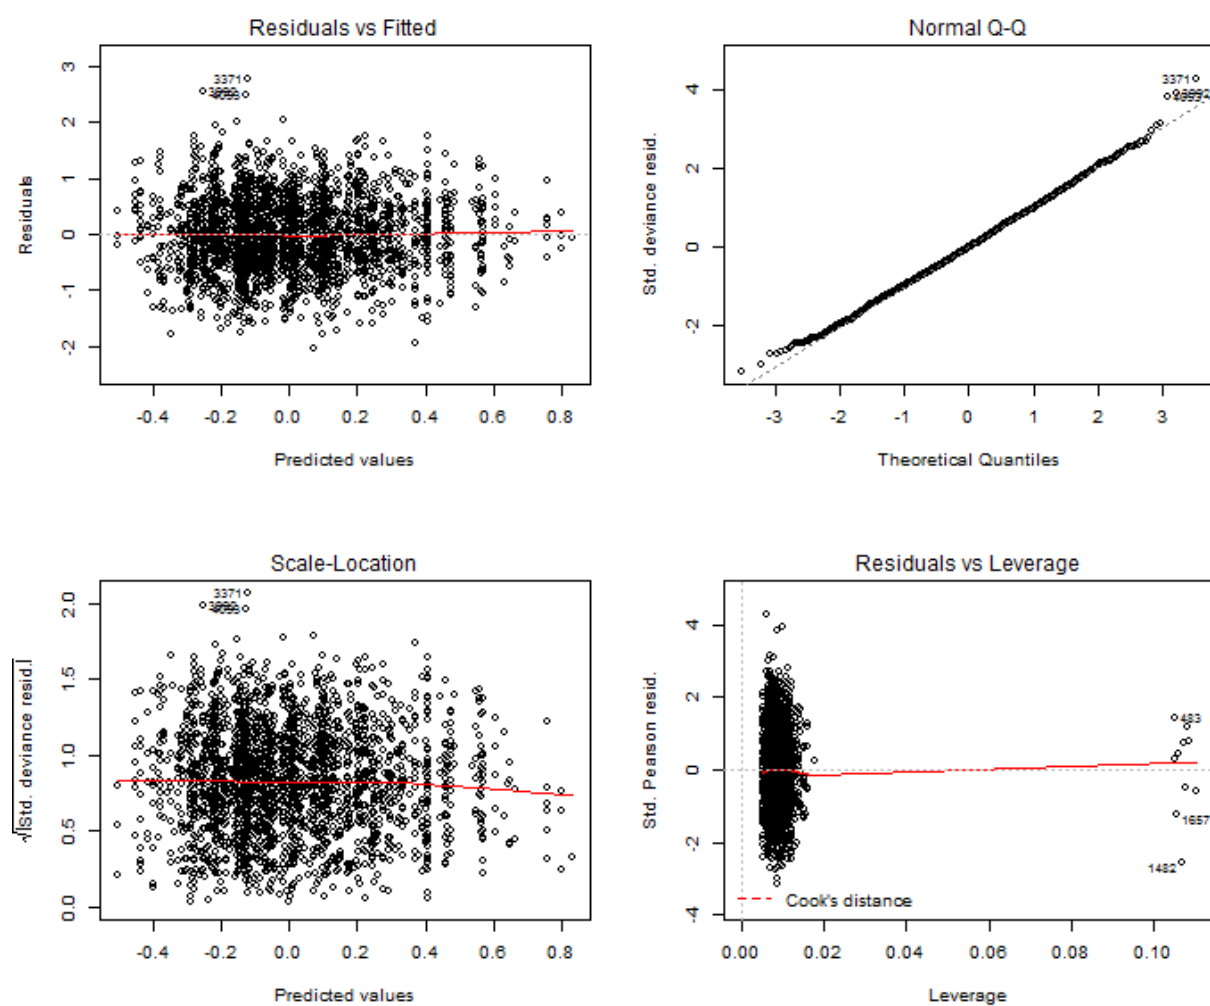 Residuals vs Fitted
Residuals
3
2
1
0
-1
-2
3371
-0.4 -0.2 0.0 0.2 0.4 0.6 0.8
Predicted values
Normal Q-Q
Std. deviance resid.
4
2
0
-2
3371
-3 -2 -1 0 1 2 3
Theoretical Quantiles
Scale-Location
√|Std. deviance resid.|
2.0
1.5
1.0
0.5
0.0
3371
-0.4 -0.2 0.0 0.2 0.4 0.6 0.8
Predicted values
Residuals vs Leverage
Std. Pearson resid.
4
2
0
-2
-4
483
1657
1482
Cook's distance
0.00 0.02 0.04 0.06 0.08 0.10
Leverage